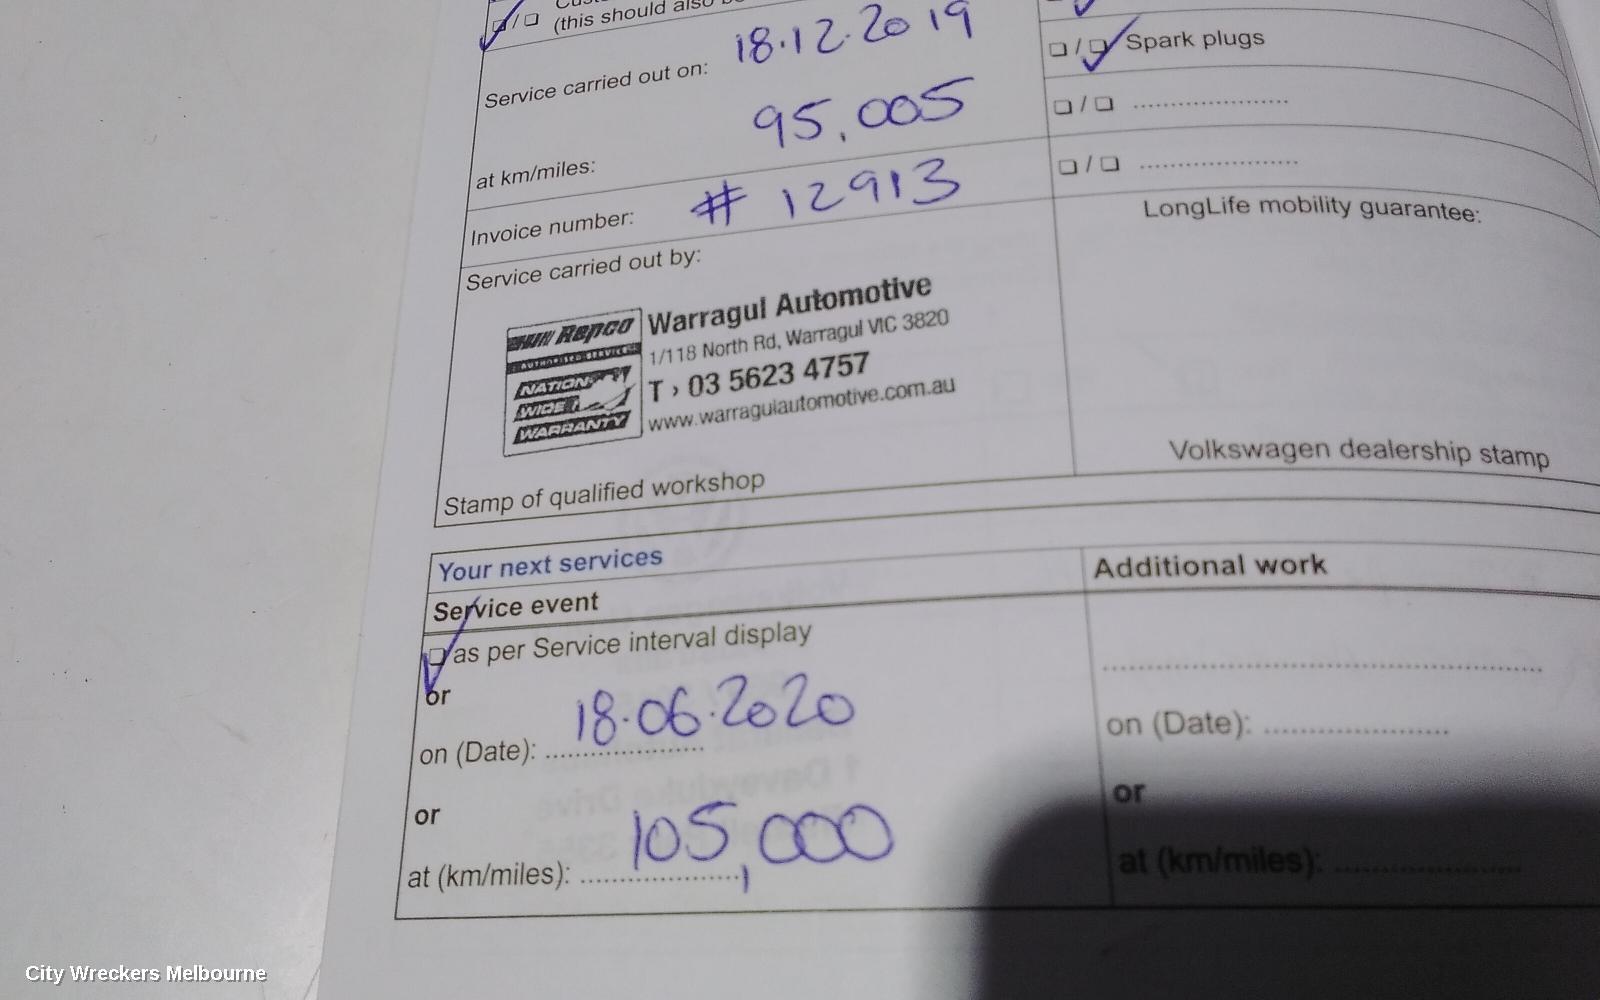 ❏/❏ (this should also
Service carried out on: 18.12.2019
at km/miles: 95,005
Invoice number: # 12913
Service carried out by:
Repco
AUTHORISED SERVICE
NATION
WIDE
WARRANTY
Warragul Automotive
1/118 North Rd, Warragul VIC 3820
T › 03 5623 4757
www.warragulautomotive.com.au
Stamp of qualified workshop
❏/❏ Spark plugs
❏/❏ ......................
❏/❏ ......................
LongLife mobility guarantee:
Volkswagen dealership stamp
Your next services
Service event
❏ as per Service interval display
or
on (Date): 18.06.2020
or
at (km/miles): 105,000
Additional work
on (Date): ......................
or
at (km/miles): ......................
City Wreckers Melbourne